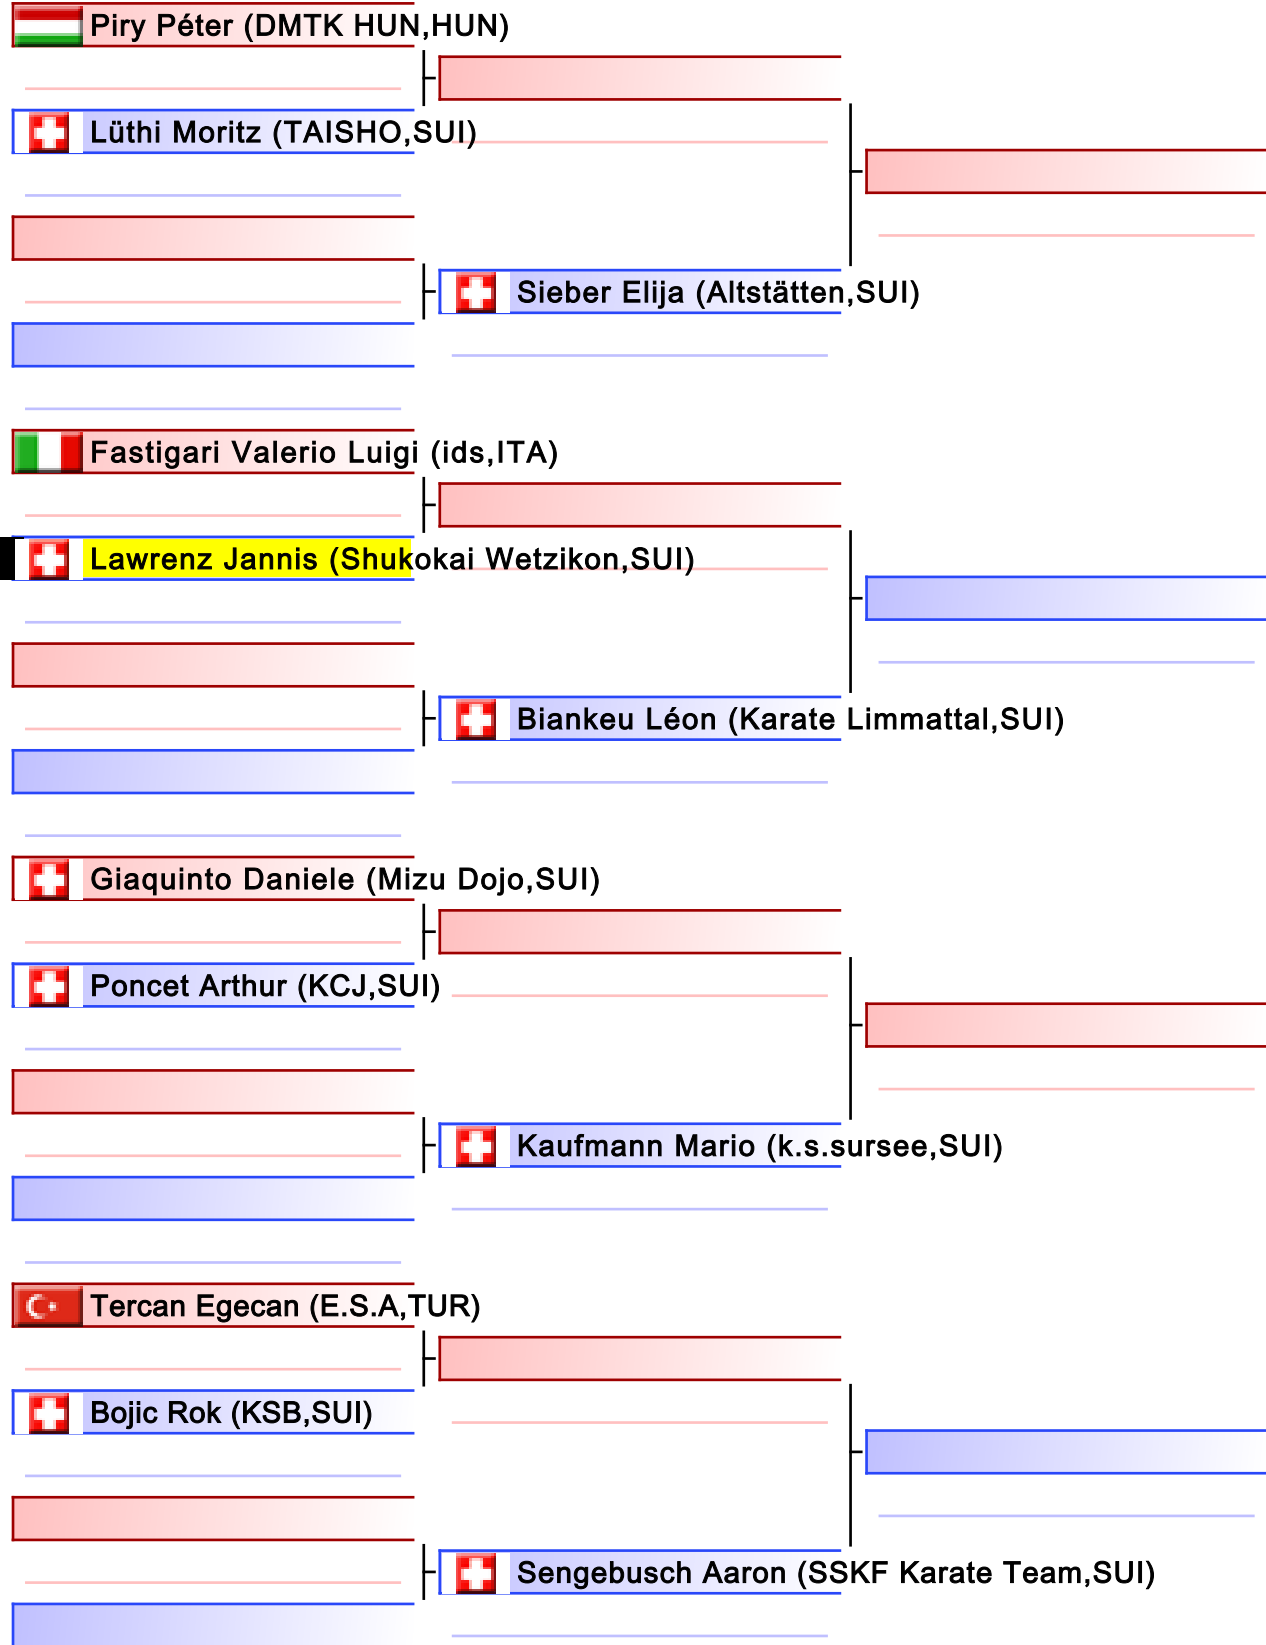 Piry Péter (DMTK HUN,HUN)
Lüthi Moritz (TAISHO,SUI)
Sieber Elija (Altstätten,SUI)
Fastigari Valerio Luigi (ids,ITA)
Lawrenz Jannis (Shukokai Wetzikon,SUI)
Biankeu Léon (Karate Limmattal,SUI)
Giaquinto Daniele (Mizu Dojo,SUI)
Poncet Arthur (KCJ,SUI)
Kaufmann Mario (k.s.sursee,SUI)
Tercan Egecan (E.S.A,TUR)
Bojic Rok (KSB,SUI)
Sengebusch Aaron (SSKF Karate Team,SUI)